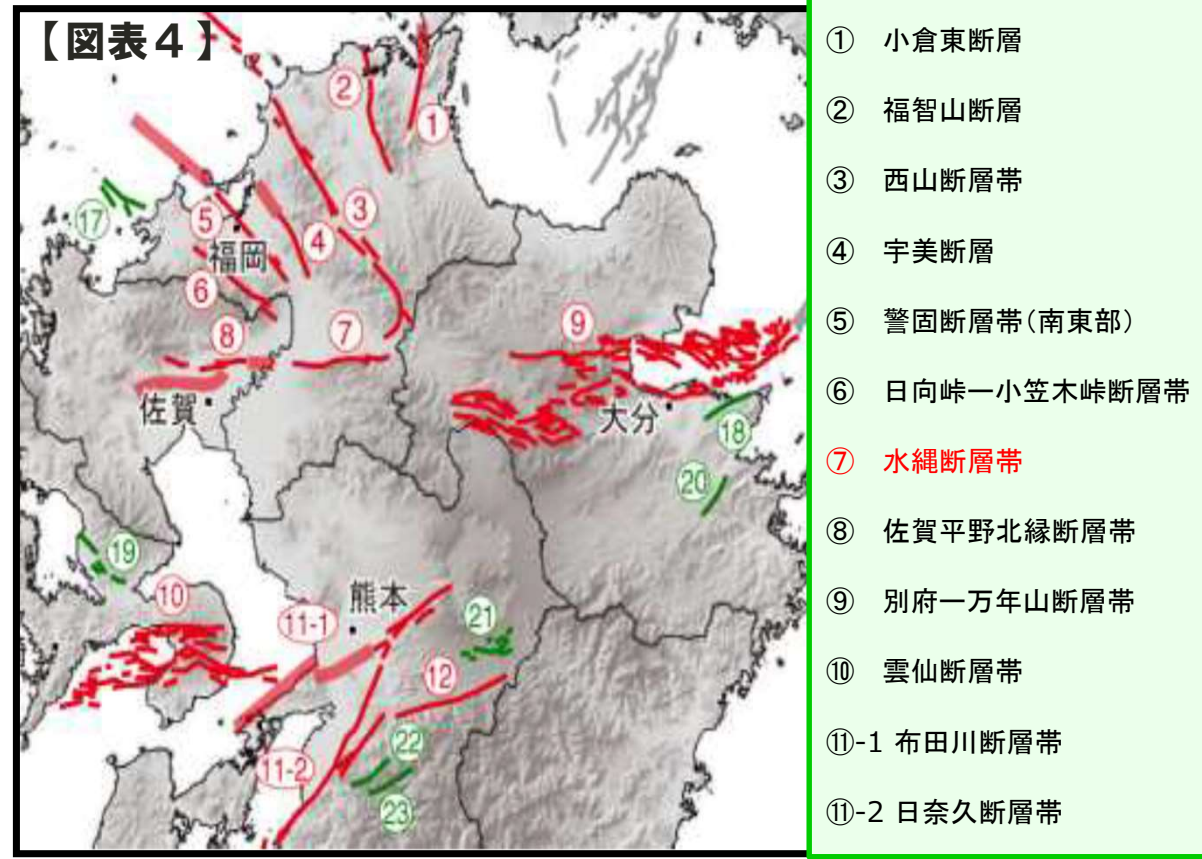 【図表4】
②
①
⑰
⑤
③
福岡
④
⑥
⑧
⑦
⑨
佐賀
大分
⑱
⑳
⑲
⑩
熊本
11-1
21
12
22
11-2
23
① 小倉東断層
② 福智山断層
③ 西山断層帯
④ 宇美断層
⑤ 警固断層帯(南東部)
⑥ 日向峠ー小笠木峠断層帯
⑦ 水縄断層帯
⑧ 佐賀平野北縁断層帯
⑨ 別府ー万年山断層帯
⑩ 雲仙断層帯
⑪-1 布田川断層帯
⑪-2 日奈久断層帯